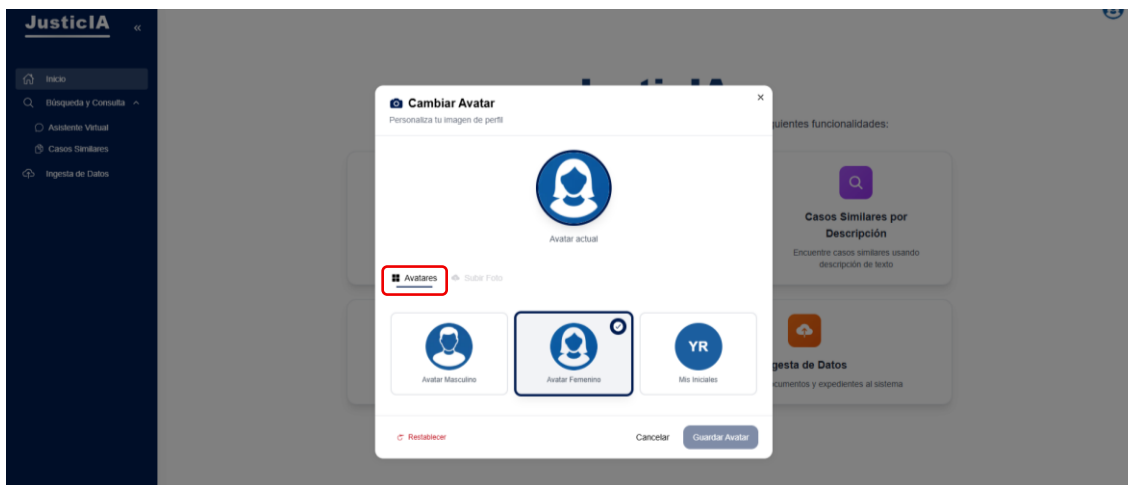 JusticIA
«
Inicio
Búsqueda y Consulta
Asistente Virtual
Casos Similares
Ingesta de Datos
Cambiar Avatar
Personaliza tu imagen de perfil
Avatar actual
Avatares
Subir Foto
Avatar Masculino
Avatar Femenino
YR
Mis Iniciales
Restablecer
Cancelar
Guardar Avatar
guientes funcionalidades:
Casos Similares por
Descripción
Encuentre casos similares usando
descripción de texto
gesta de Datos
ocumentos y expedientes al sistema